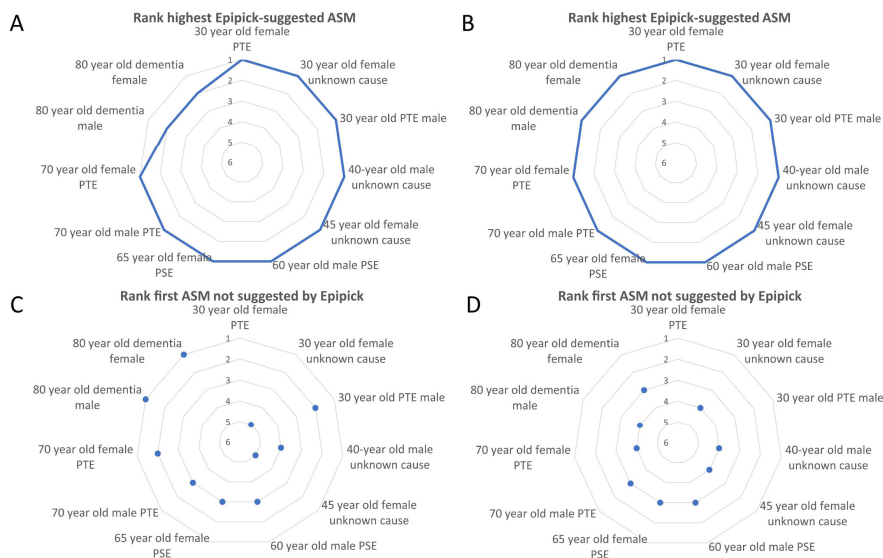 A
Rank highest Epipick-suggested ASM
30 year old female
PTE
30 year old female
unknown cause
30 year old PTE male
40-year old male
unknown cause
45 year old female
unknown cause
60 year old male PSE
65 year old female
PSE
70 year old male PTE
70 year old female
PTE
80 year old dementia
male
80 year old dementia
female
1
2
3
4
5
6
B
Rank highest Epipick-suggested ASM
30 year old female
PTE
30 year old female
unknown cause
30 year old PTE male
40-year old male
unknown cause
45 year old female
unknown cause
60 year old male PSE
65 year old female
PSE
70 year old male PTE
70 year old female
PTE
80 year old dementia
male
80 year old dementia
female
1
2
3
4
5
6
C
Rank first ASM not suggested by Epipick
30 year old female
PTE
30 year old female
unknown cause
30 year old PTE male
40-year old male
unknown cause
45 year old female
unknown cause
60 year old male PSE
65 year old female
PSE
70 year old male PTE
70 year old female
PTE
80 year old dementia
male
80 year old dementia
female
1
2
3
4
5
6
D
Rank first ASM not suggested by Epipick
30 year old female
PTE
30 year old female
unknown cause
30 year old PTE male
40-year old male
unknown cause
45 year old female
unknown cause
60 year old male PSE
65 year old female
PSE
70 year old male PTE
70 year old female
PTE
80 year old dementia
male
80 year old dementia
female
1
2
3
4
5
6